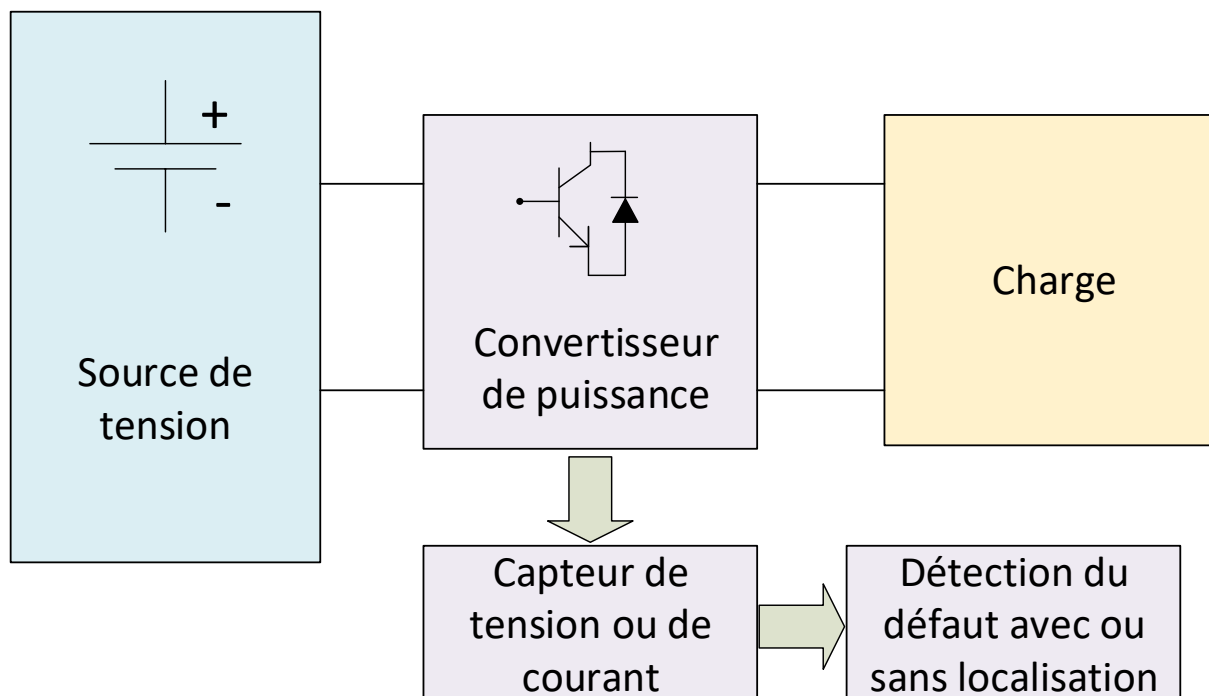 +
-
Source de
tension
Convertisseur
de puissance
Charge
Capteur de
tension ou de
courant
Détection du
défaut avec ou
sans localisation